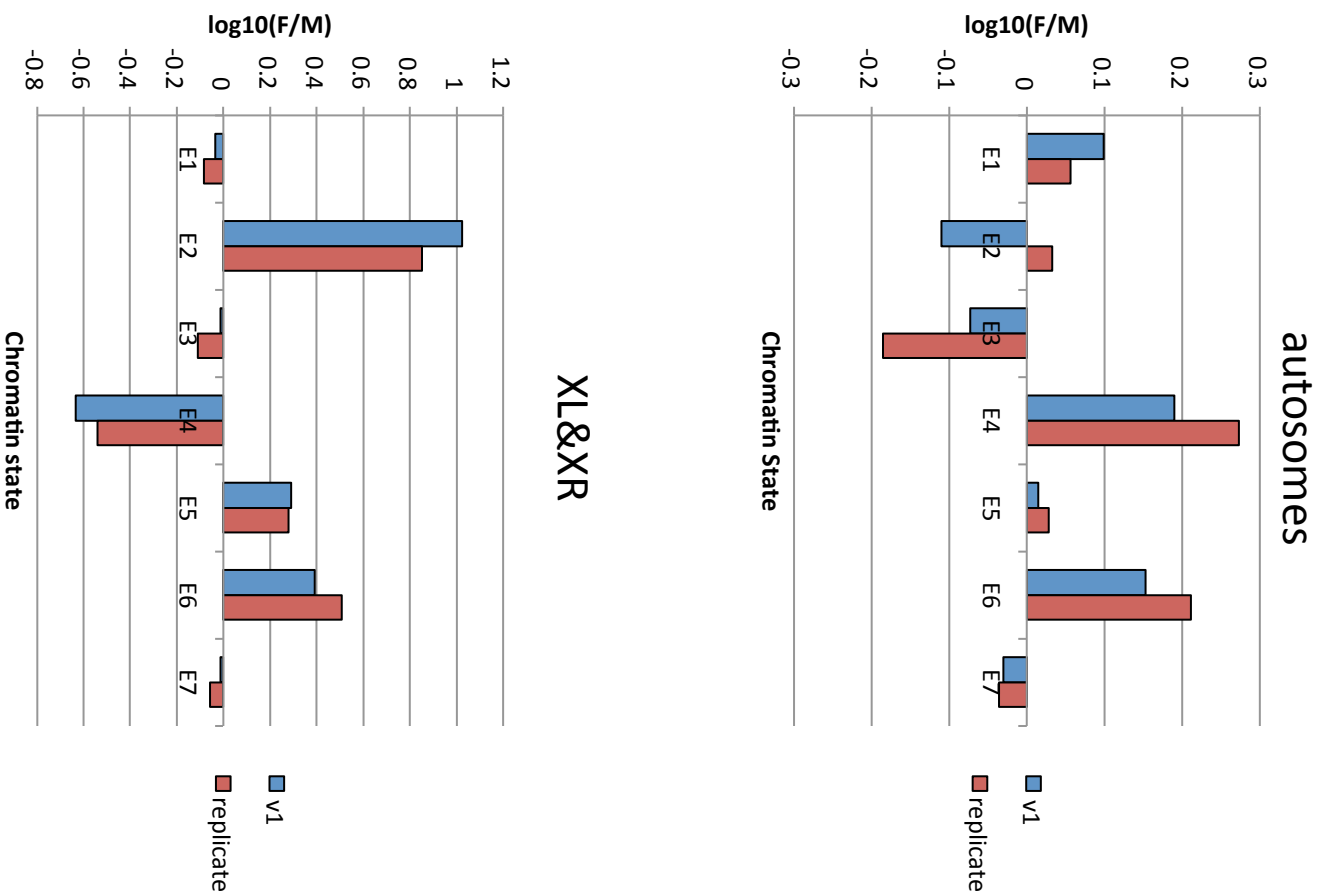 autosomes
log10(F/M)
0.3
0.2
0.1
0
-0.1
-0.2
-0.3
E1
E2
E3
E4
E5
E6
E7
Chromatin State
v1
replicate
XL&XR
log10(F/M)
1.2
1
0.8
0.6
0.4
0.2
0
-0.2
-0.4
-0.6
-0.8
E1
E2
E3
E4
E5
E6
E7
Chromatin state
v1
replicate